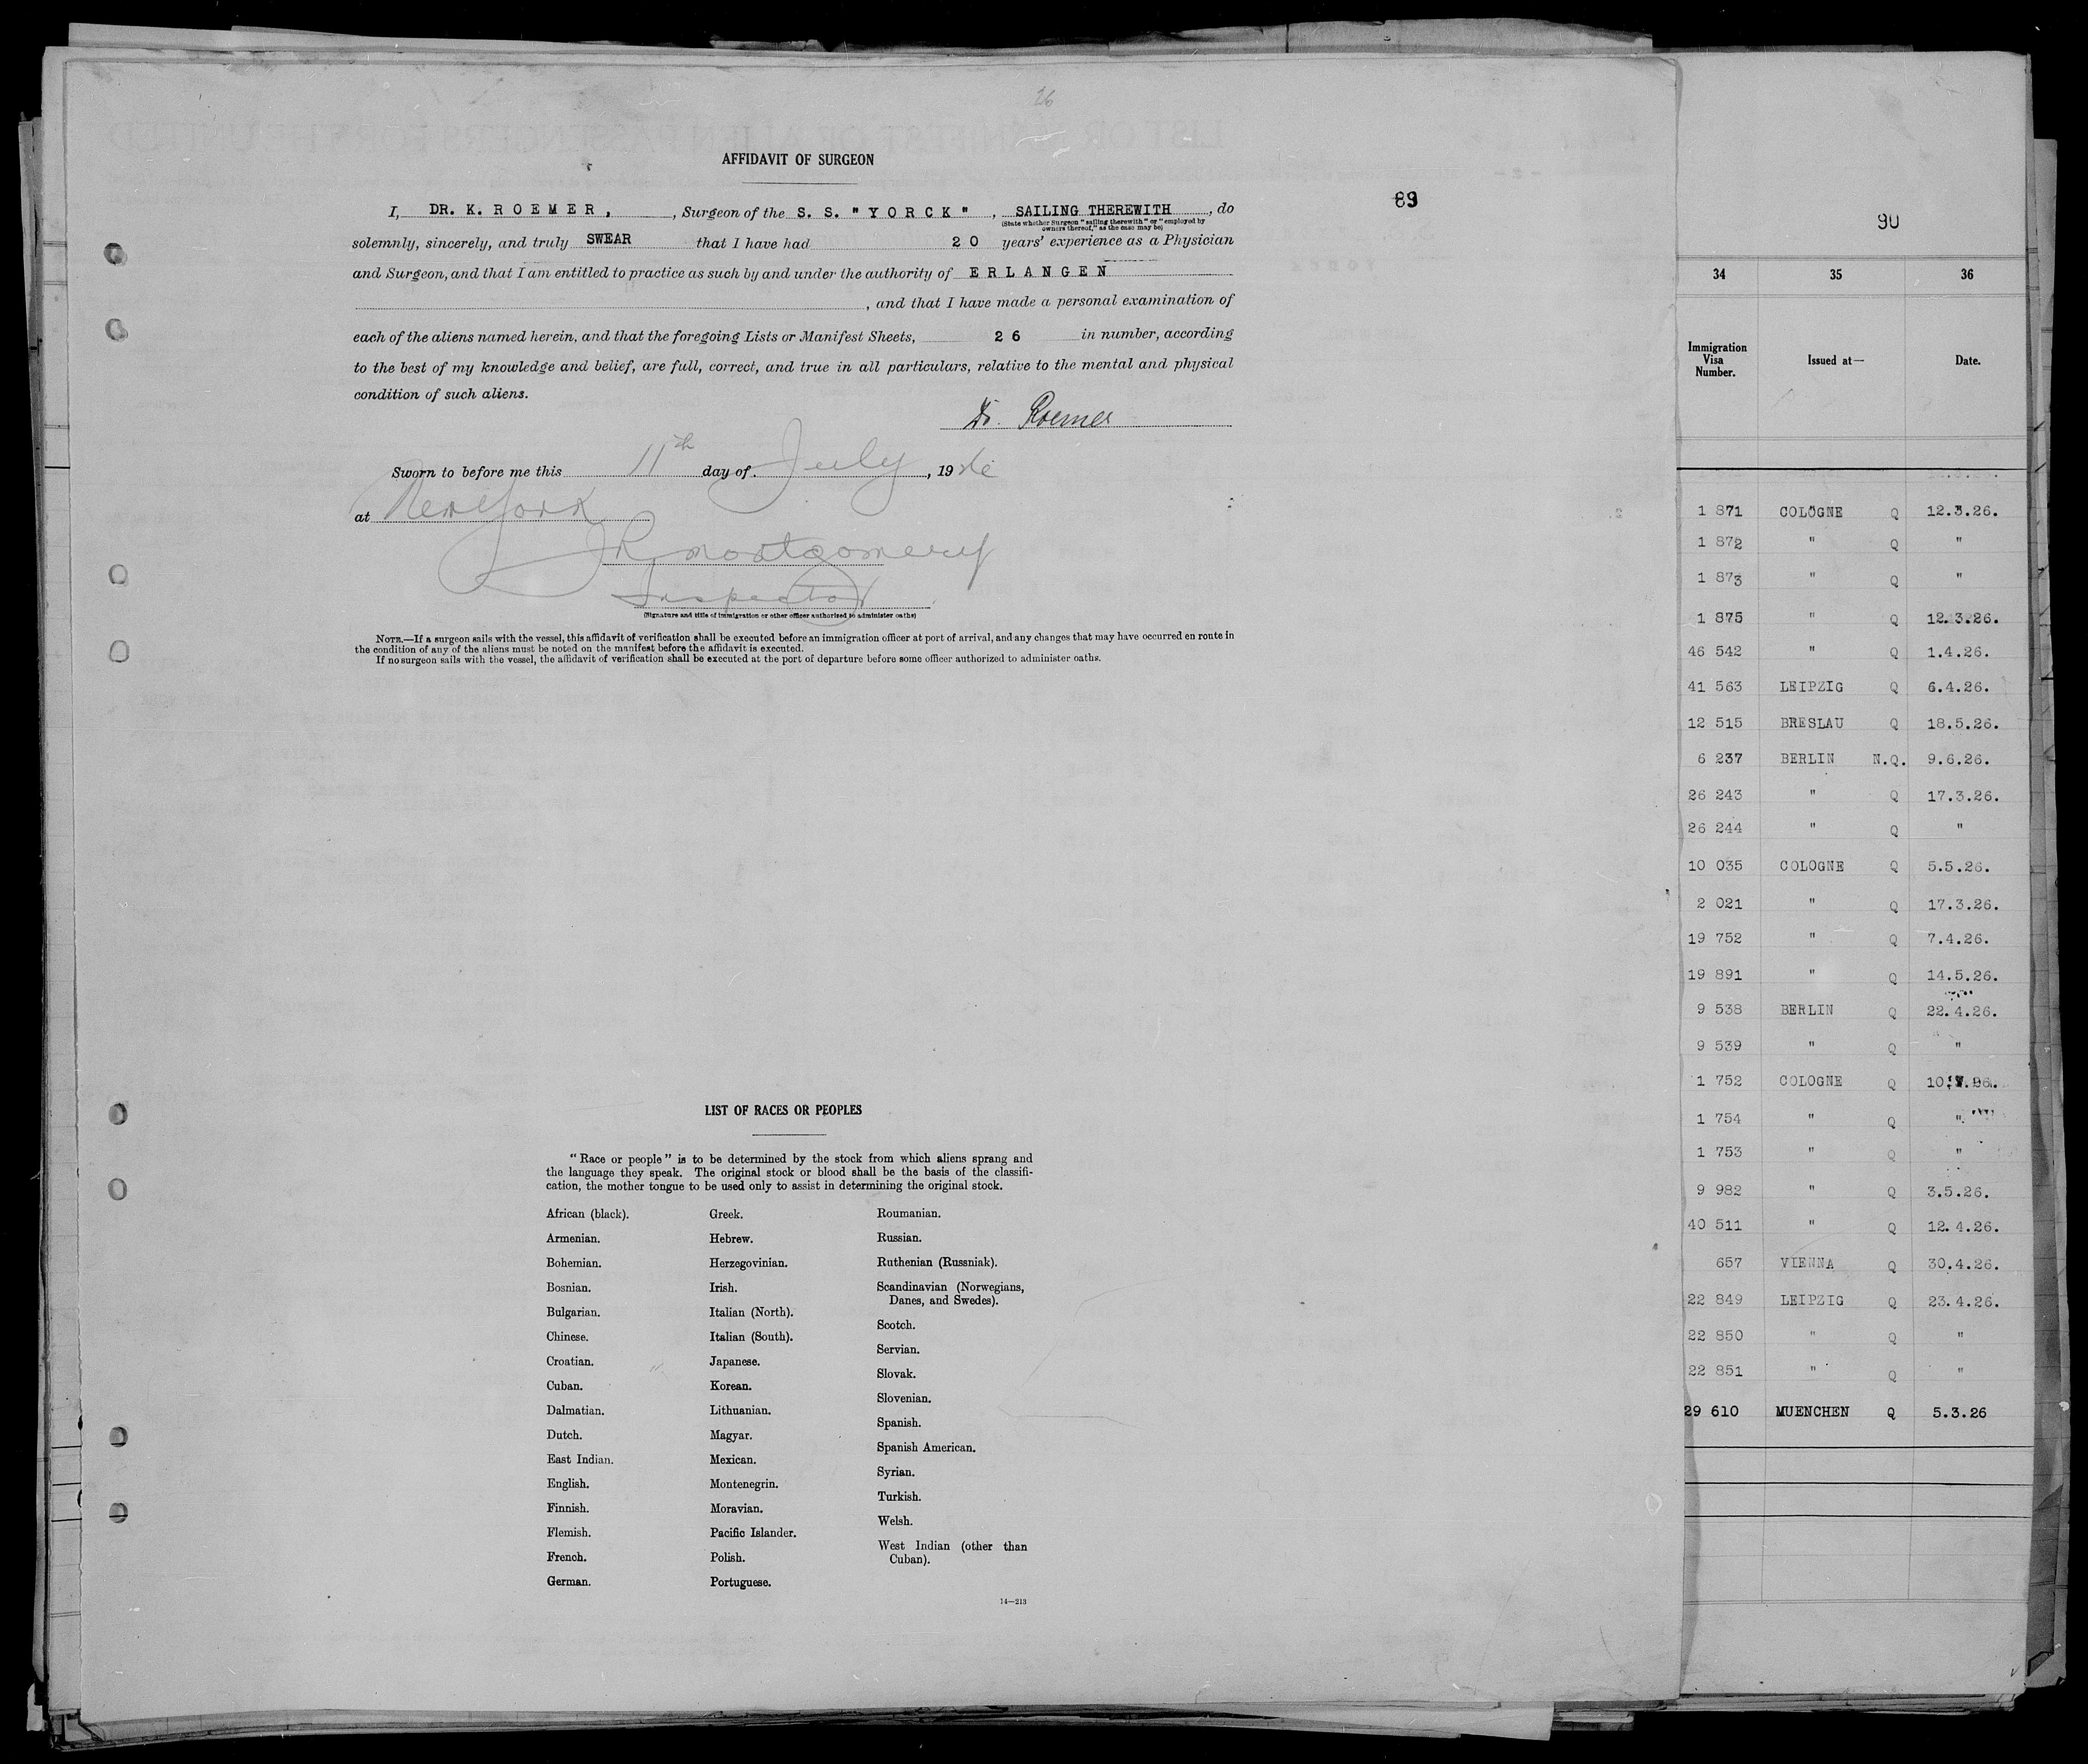 26
AFFIDAVIT OF SURGEON
89
I, DR. K. ROEMER, , Surgeon of the S. S. "YORCK" , SAILING THEREWITH , do
(State whether Surgeon "sailing therewith" or "employed by
owners thereof," as the case may be)
solemnly, sincerely, and truly SWEAR that I have had 20 years' experience as a Physician
and Surgeon, and that I am entitled to practice as such by and under the authority of ERLANGEN
, and that I have made a personal examination of
each of the aliens named herein, and that the foregoing Lists or Manifest Sheets, 26 in number, according
to the best of my knowledge and belief, are full, correct, and true in all particulars, relative to the mental and physical
condition of such aliens.
Dr. Roemer
Sworn to before me this 11th day of July , 1926
at New York
JR Montgomery
Inspector
(Signature and title of immigration or other officer authorized to administer oaths)
NOTE.—If a surgeon sails with the vessel, this affidavit of verification shall be executed before an immigration officer at port of arrival, and any changes that may have occurred en route in
the condition of any of the aliens must be noted on the manifest before the affidavit is executed.
If no surgeon sails with the vessel, the affidavit of verification shall be executed at the port of departure before some officer authorized to administer oaths.
LIST OF RACES OR PEOPLES
"Race or people" is to be determined by the stock from which aliens sprang and
the language they speak. The original stock or blood shall be the basis of the classifi-
cation, the mother tongue to be used only to assist in determining the original stock.
African (black).
Armenian.
Bohemian.
Bosnian.
Bulgarian.
Chinese.
Croatian.
Cuban.
Dalmatian.
Dutch.
East Indian.
English.
Finnish.
Flemish.
French.
German.
Greek.
Hebrew.
Herzegovinian.
Irish.
Italian (North).
Italian (South).
Japanese.
Korean.
Lithuanian.
Magyar.
Mexican.
Montenegrin.
Moravian.
Pacific Islander.
Polish.
Portuguese.
Roumanian.
Russian.
Ruthenian (Russniak).
Scandinavian (Norwegians,
Danes, and Swedes).
Scotch.
Servian.
Slovak.
Slovenian.
Spanish.
Spanish American.
Syrian.
Turkish.
Welsh.
West Indian (other than
Cuban).
14—213
90
34 35 36
Immigration Visa Number. Issued at— Date.
1 871 COLOGNE Q 12.3.26.
1 872 " Q "
1 873 " Q "
1 875 " Q 12.3.26.
46 542 " Q 1.4.26.
41 563 LEIPZIG Q 6.4.26.
12 515 BRESLAU Q 18.5.26.
6 237 BERLIN N.Q. 9.6.26.
26 243 " Q 17.3.26.
26 244 " Q "
10 035 COLOGNE Q 5.5.26.
2 021 " Q 17.3.26.
19 752 " Q 7.4.26.
19 891 " Q 14.5.26.
9 538 BERLIN Q 22.4.26.
9 539 " Q "
1 752 COLOGNE Q
1 754 " Q "
1 753 " Q "
9 982 " Q 3.5.26.
40 511 " Q 12.4.26.
657 VIENNA Q 30.4.26.
22 849 LEIPZIG Q 23.4.26.
22 850 " Q "
22 851 " Q "
29 610 MUENCHEN Q 5.3.26